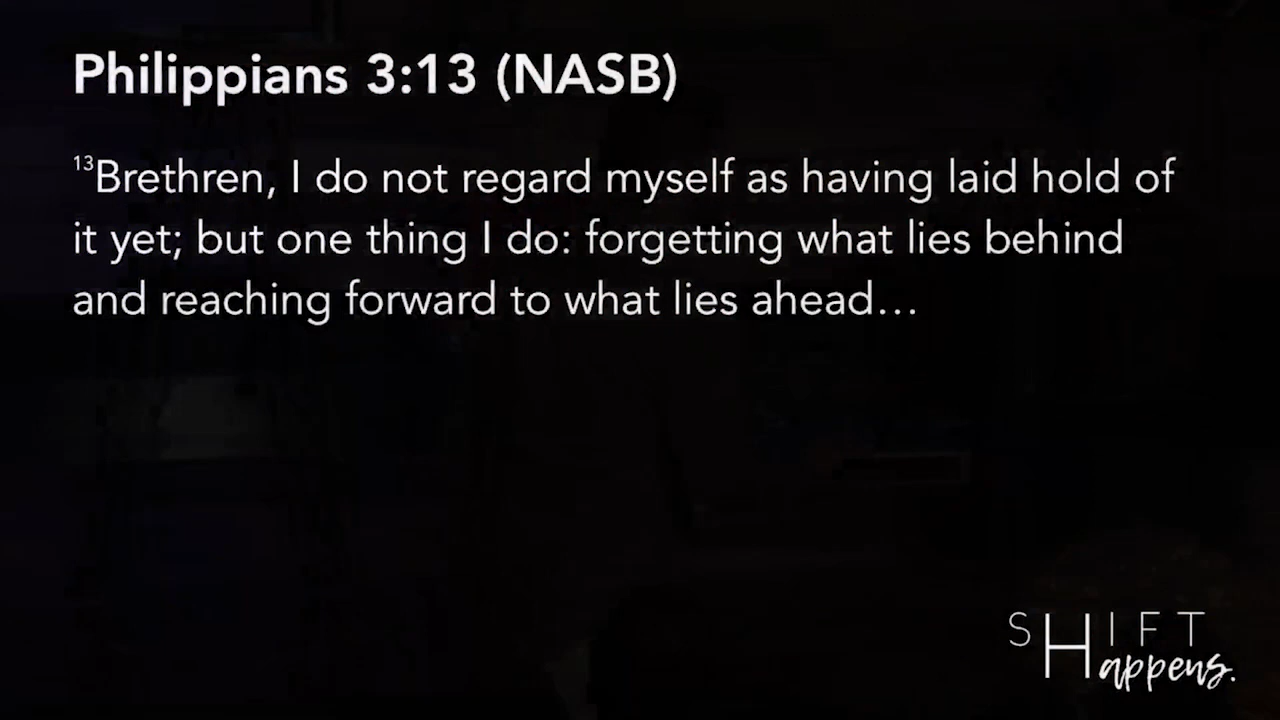 Philippians 3:13 (NASB)
13Brethren, I do not regard myself as having laid hold of
it yet; but one thing I do: forgetting what lies behind
and reaching forward to what lies ahead…
SHIFT
Happens.